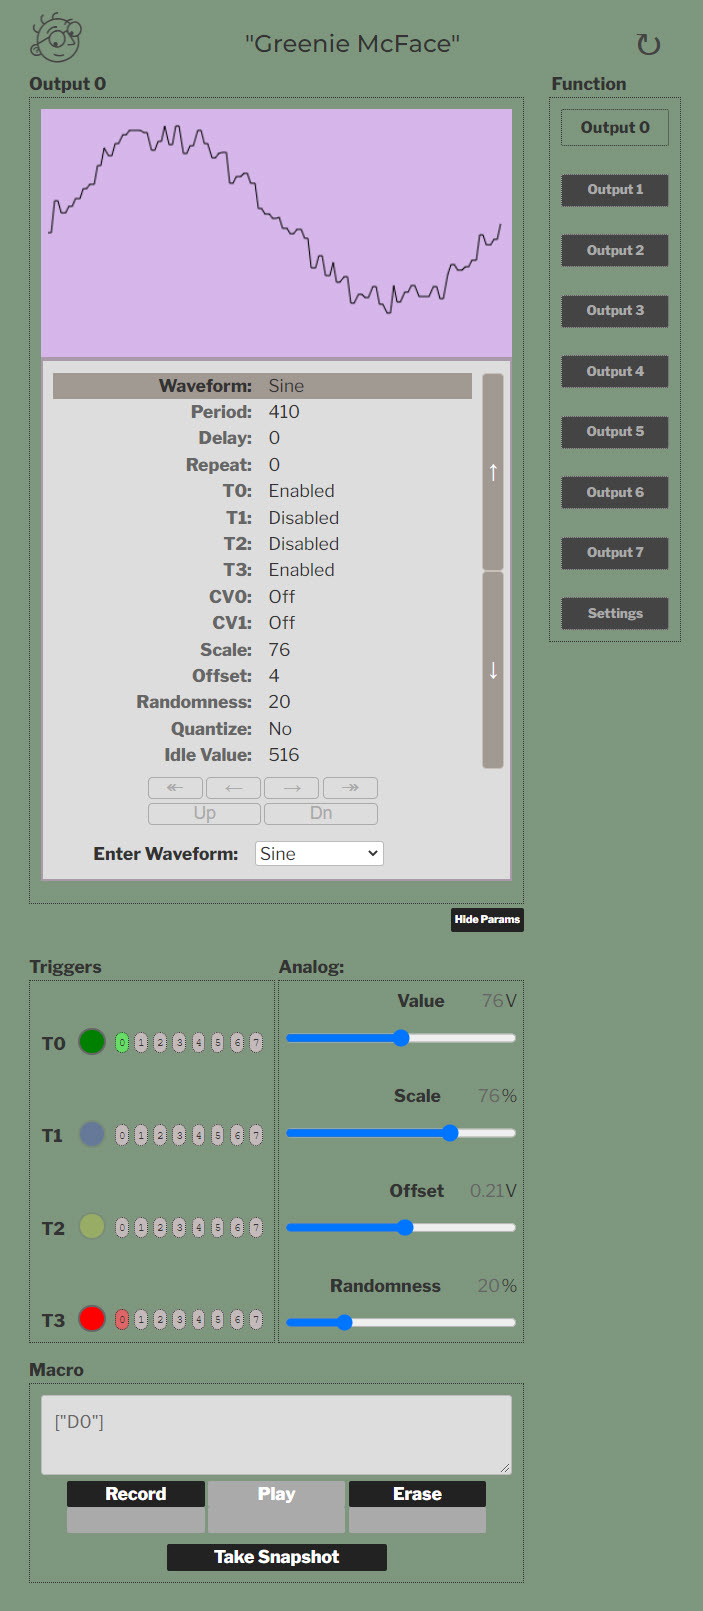 "Greenie McFace"
↻
Output 0
Function
Output 0
Output 1
Output 2
Output 3
Output 4
Output 5
Output 6
Output 7
Settings
Waveform: Sine
Period: 410
Delay: 0
Repeat: 0
T0: Enabled
T1: Disabled
T2: Disabled
T3: Enabled
CV0: Off
CV1: Off
Scale: 76
Offset: 4
Randomness: 20
Quantize: No
Idle Value: 516
↑
↓
↞ ← → ↠
Up Dn
Enter Waveform: Sine
Hide Params
Triggers
T0 0 1 2 3 4 5 6 7
T1 0 1 2 3 4 5 6 7
T2 0 1 2 3 4 5 6 7
T3 0 1 2 3 4 5 6 7
Analog:
Value 76V
Scale 76%
Offset 0.21V
Randomness 20%
Macro
["D0"]
Record Play Erase
Take Snapshot